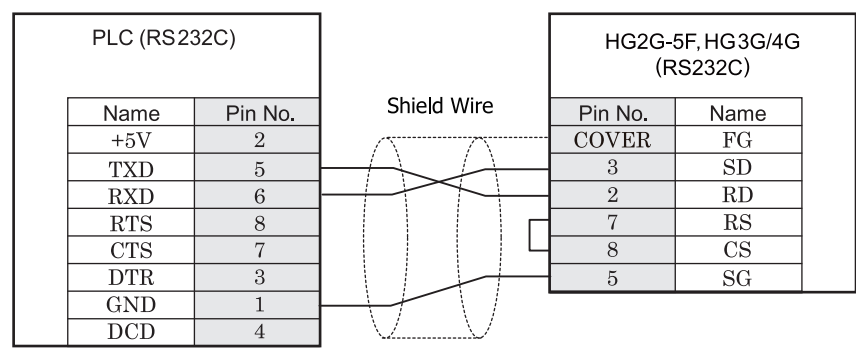 PLC (RS232C)
Name Pin No.
+5V 2
TXD 5
RXD 6
RTS 8
CTS 7
DTR 3
GND 1
DCD 4
Shield Wire
HG2G-5F, HG3G/4G
(RS232C)
Pin No. Name
COVER FG
3 SD
2 RD
7 RS
8 CS
5 SG